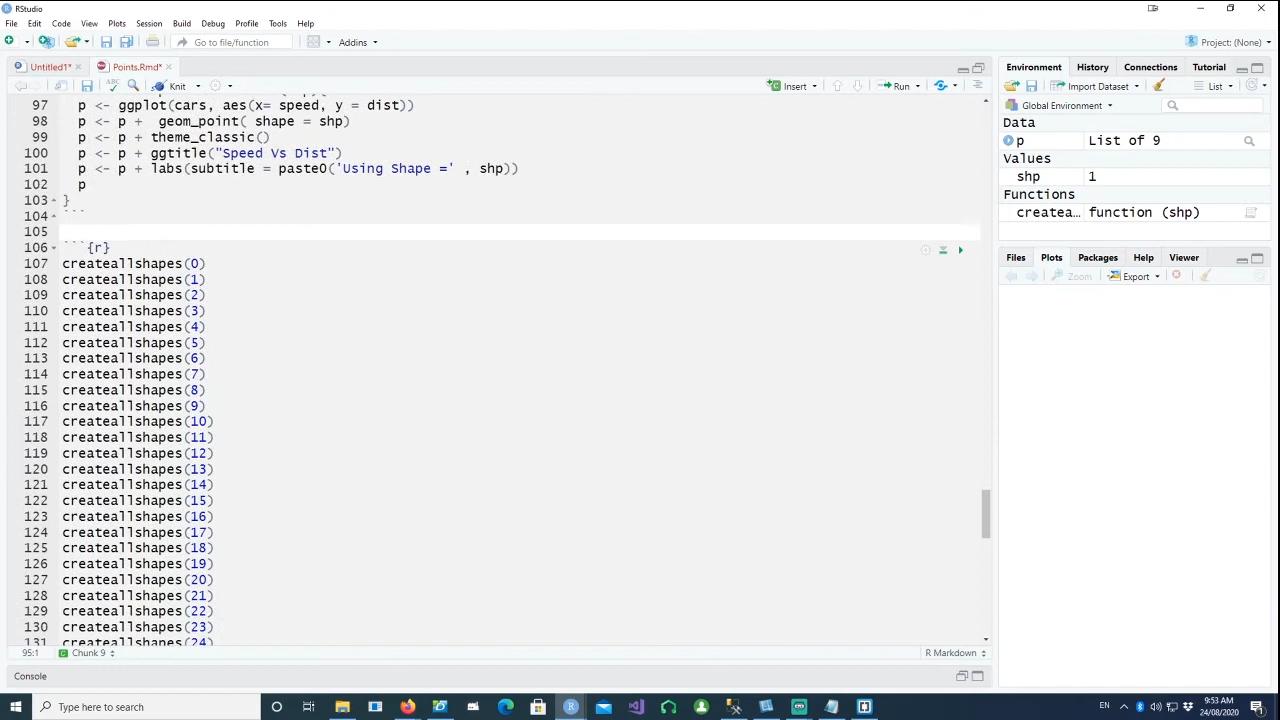 RStudio
File Edit Code View Plots Session Build Debug Profile Tools Help
Go to file/function Addins Project: (None)
Untitled1* Points.Rmd*
Knit Insert Run
97 p <- ggplot(cars, aes(x= speed, y = dist))
98 p <- p + geom_point( shape = shp)
99 p <- p + theme_classic()
100 p <- p + ggtitle("Speed Vs Dist")
101 p <- p + labs(subtitle = paste0('Using Shape =' , shp))
102 p
103 }
104 ```
105
106 ```{r}
107 createallshapes(0)
108 createallshapes(1)
109 createallshapes(2)
110 createallshapes(3)
111 createallshapes(4)
112 createallshapes(5)
113 createallshapes(6)
114 createallshapes(7)
115 createallshapes(8)
116 createallshapes(9)
117 createallshapes(10)
118 createallshapes(11)
119 createallshapes(12)
120 createallshapes(13)
121 createallshapes(14)
122 createallshapes(15)
123 createallshapes(16)
124 createallshapes(17)
125 createallshapes(18)
126 createallshapes(19)
127 createallshapes(20)
128 createallshapes(21)
129 createallshapes(22)
130 createallshapes(23)
131 createallshapes(24)
95:1 Chunk 9 R Markdown
Console
Environment History Connections Tutorial
Import Dataset List
Global Environment
Data
p List of 9
Values
shp 1
Functions
createa… function (shp)
Files Plots Packages Help Viewer
Zoom Export
Type here to search
EN 9:53 AM
24/08/2020